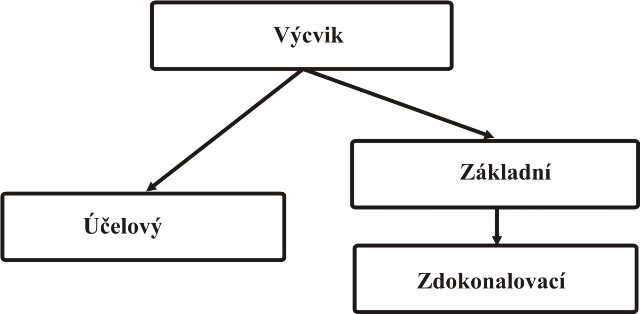 Výcvik
Základní
Účelový
Zdokonalovací